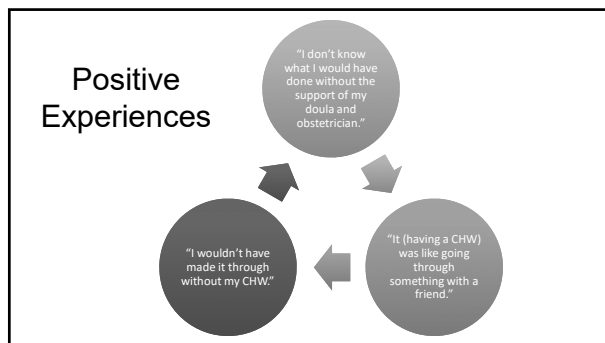 Positive
Experiences
“I don’t know
what I would have
done without the
support of my
doula and
obstetrician.”
“It (having a CHW)
was like going
through
something with a
friend.”
“I wouldn’t have
made it through
without my CHW.”